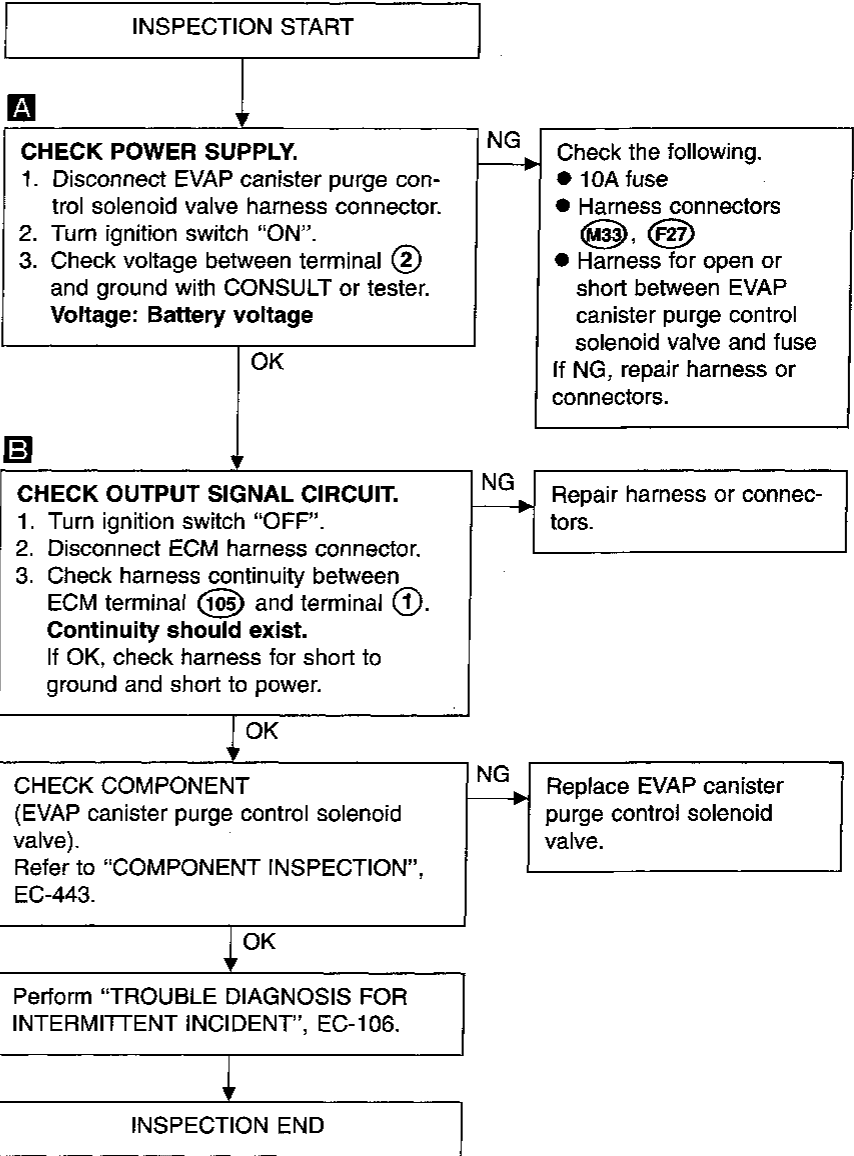 INSPECTION START
A
CHECK POWER SUPPLY.
1. Disconnect EVAP canister purge con-
trol solenoid valve harness connector.
2. Turn ignition switch “ON”.
3. Check voltage between terminal 2
and ground with CONSULT or tester.
Voltage: Battery voltage
NG
Check the following.
● 10A fuse
● Harness connectors
M33, F27
● Harness for open or
short between EVAP
canister purge control
solenoid valve and fuse
If NG, repair harness or
connectors.
OK
B
CHECK OUTPUT SIGNAL CIRCUIT.
1. Turn ignition switch “OFF”.
2. Disconnect ECM harness connector.
3. Check harness continuity between
ECM terminal 105 and terminal 1.
Continuity should exist.
If OK, check harness for short to
ground and short to power.
NG
Repair harness or connec-
tors.
OK
CHECK COMPONENT
(EVAP canister purge control solenoid
valve).
Refer to “COMPONENT INSPECTION”,
EC-443.
NG
Replace EVAP canister
purge control solenoid
valve.
OK
Perform “TROUBLE DIAGNOSIS FOR
INTERMITTENT INCIDENT”, EC-106.
INSPECTION END